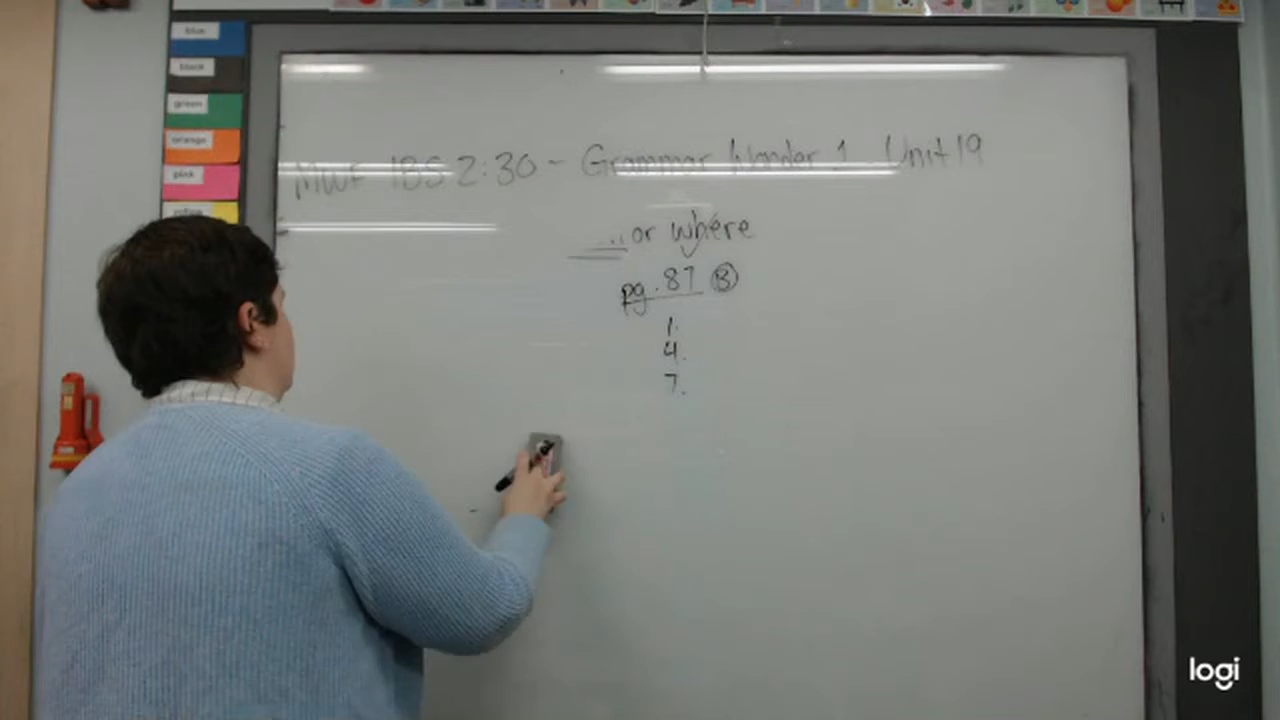 blue
black
green
orange
pink
MWF 1BS 2:30 - Grammar Wonder 1 Unit 19
or where
pg. 87 B
1.
4.
7.
logi